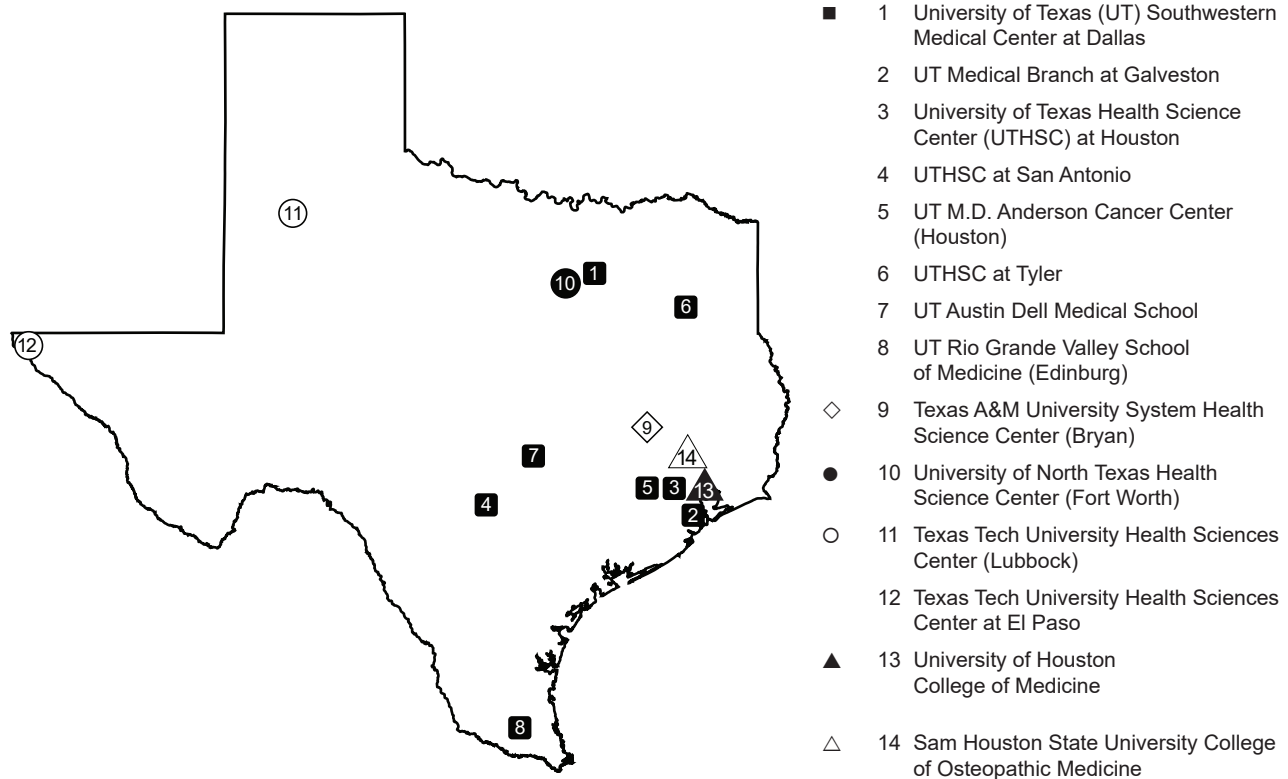 11
10
1
6
12
9
14
7
5
3
13
4
2
8
1 University of Texas (UT) Southwestern
Medical Center at Dallas
2 UT Medical Branch at Galveston
3 University of Texas Health Science
Center (UTHSC) at Houston
4 UTHSC at San Antonio
5 UT M.D. Anderson Cancer Center
(Houston)
6 UTHSC at Tyler
7 UT Austin Dell Medical School
8 UT Rio Grande Valley School
of Medicine (Edinburg)
9 Texas A&M University System Health
Science Center (Bryan)
10 University of North Texas Health
Science Center (Fort Worth)
11 Texas Tech University Health Sciences
Center (Lubbock)
12 Texas Tech University Health Sciences
Center at El Paso
13 University of Houston
College of Medicine
14 Sam Houston State University College
of Osteopathic Medicine